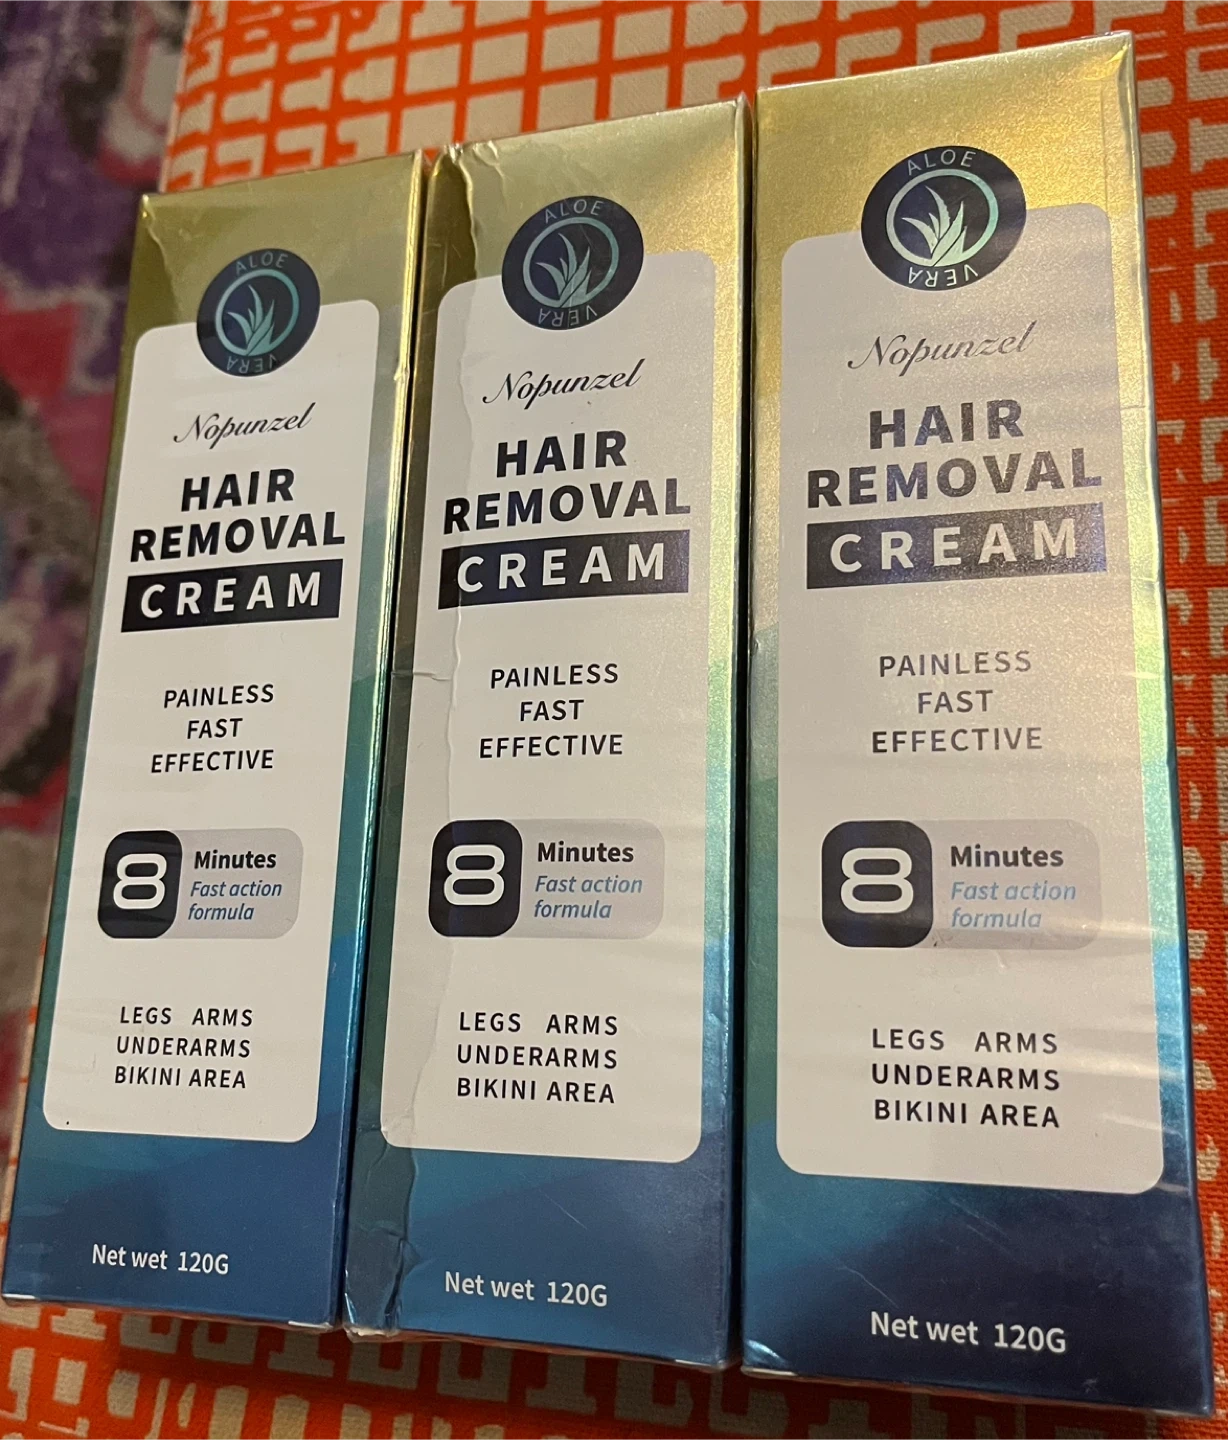 ALOE
VERA
Nopunzel
HAIR
REMOVAL
CREAM
PAINLESS
FAST
EFFECTIVE
8 Minutes
Fast action
formula
LEGS ARMS
UNDERARMS
BIKINI AREA
Net wet 120G
ALOE
VERA
Nopunzel
HAIR
REMOVAL
CREAM
PAINLESS
FAST
EFFECTIVE
8 Minutes
Fast action
formula
LEGS ARMS
UNDERARMS
BIKINI AREA
Net wet 120G
ALOE
VERA
Nopunzel
HAIR
REMOVAL
CREAM
PAINLESS
FAST
EFFECTIVE
8 Minutes
Fast action
formula
LEGS ARMS
UNDERARMS
BIKINI AREA
Net wet 120G